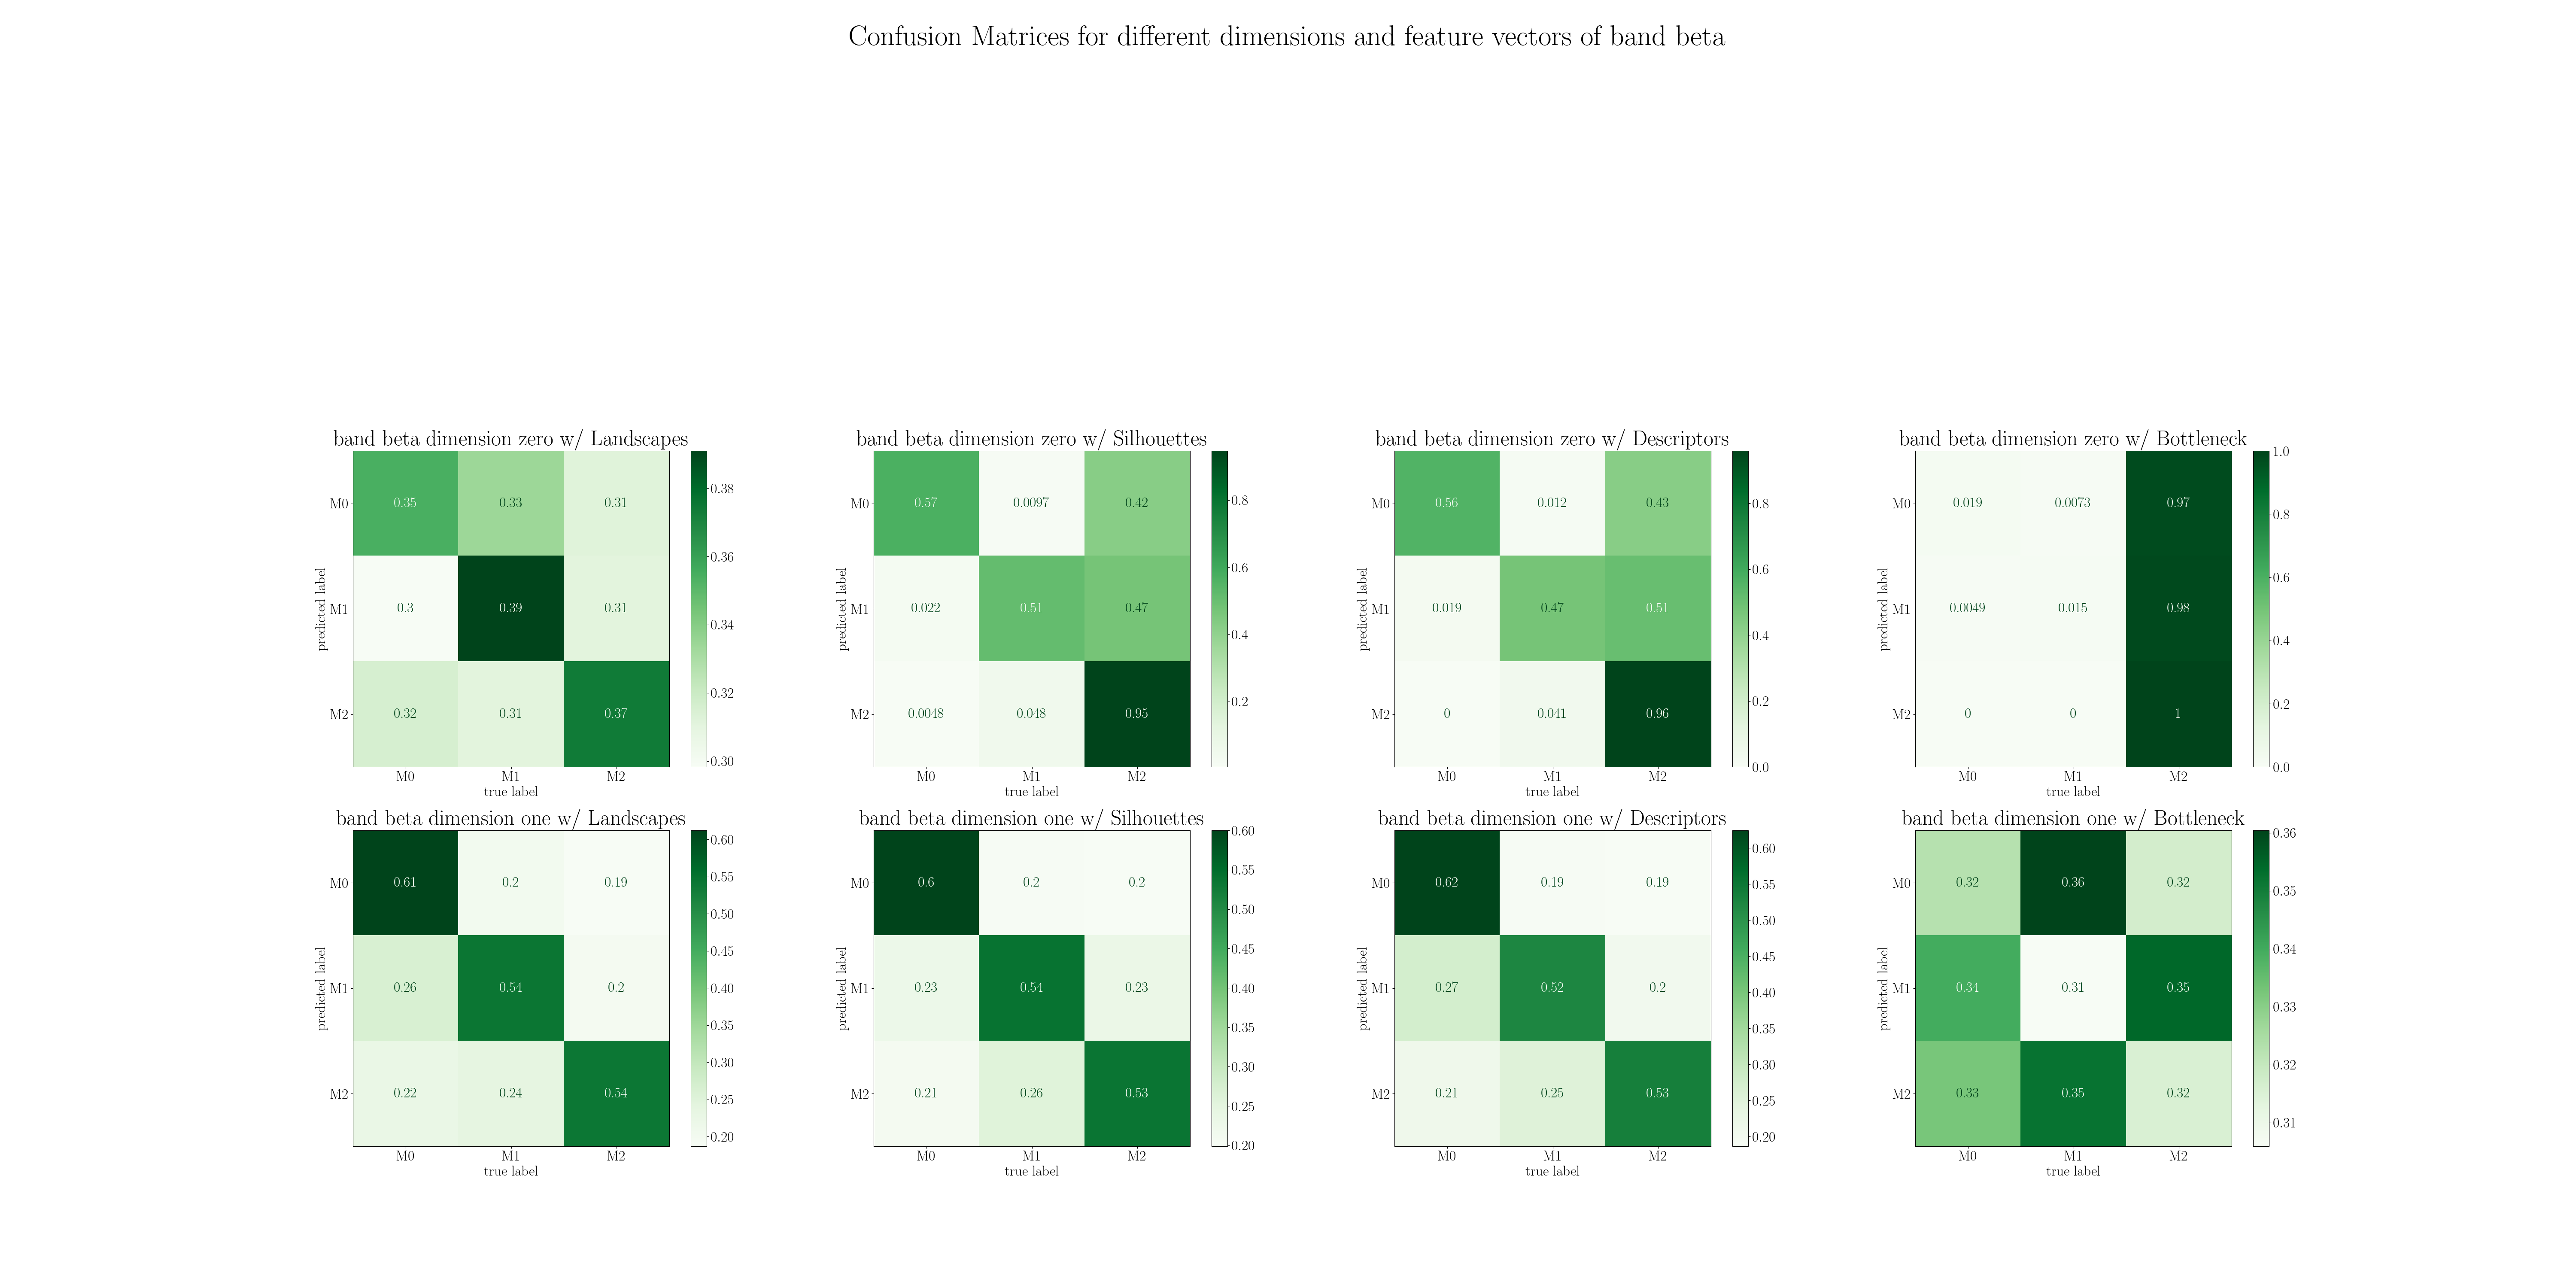 Confusion Matrices for different dimensions and feature vectors of band beta
band beta dimension zero w/ Landscapes
predicted label
M0
M1
M2
0.35 0.33 0.31
0.3 0.39 0.31
0.32 0.31 0.37
M0 M1 M2
true label
0.38
0.36
0.34
0.32
0.30
band beta dimension zero w/ Silhouettes
predicted label
M0
M1
M2
0.57 0.0097 0.42
0.022 0.51 0.47
0.0048 0.048 0.95
M0 M1 M2
true label
0.8
0.6
0.4
0.2
band beta dimension zero w/ Descriptors
predicted label
M0
M1
M2
0.56 0.012 0.43
0.019 0.47 0.51
0 0.041 0.96
M0 M1 M2
true label
0.8
0.6
0.4
0.2
0.0
band beta dimension zero w/ Bottleneck
predicted label
M0
M1
M2
0.019 0.0073 0.97
0.0049 0.015 0.98
0 0 1
M0 M1 M2
true label
1.0
0.8
0.6
0.4
0.2
0.0
band beta dimension one w/ Landscapes
predicted label
M0
M1
M2
0.61 0.2 0.19
0.26 0.54 0.2
0.22 0.24 0.54
M0 M1 M2
true label
0.60
0.55
0.50
0.45
0.40
0.35
0.30
0.25
0.20
band beta dimension one w/ Silhouettes
predicted label
M0
M1
M2
0.6 0.2 0.2
0.23 0.54 0.23
0.21 0.26 0.53
M0 M1 M2
true label
0.60
0.55
0.50
0.45
0.40
0.35
0.30
0.25
0.20
band beta dimension one w/ Descriptors
predicted label
M0
M1
M2
0.62 0.19 0.19
0.27 0.52 0.2
0.21 0.25 0.53
M0 M1 M2
true label
0.60
0.55
0.50
0.45
0.40
0.35
0.30
0.25
0.20
band beta dimension one w/ Bottleneck
predicted label
M0
M1
M2
0.32 0.36 0.32
0.34 0.31 0.35
0.33 0.35 0.32
M0 M1 M2
true label
0.36
0.35
0.34
0.33
0.32
0.31